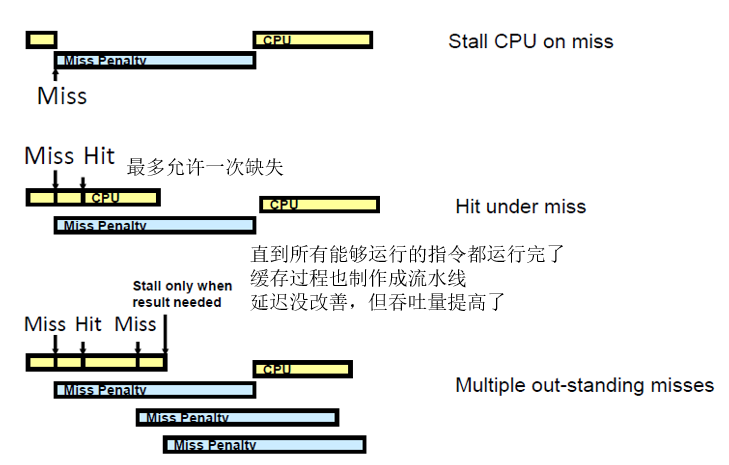 CPU
Stall CPU on miss
Miss Penalty
Miss
Miss Hit
最多允许一次缺失
CPU
CPU
Hit under miss
Miss Penalty
直到所有能够运行的指令都运行完了
缓存过程也制作成流水线
延迟没改善，但吞吐量提高了
Stall only when
result needed
Miss Hit Miss
CPU
Multiple out-standing misses
Miss Penalty
Miss Penalty
Miss Penalty